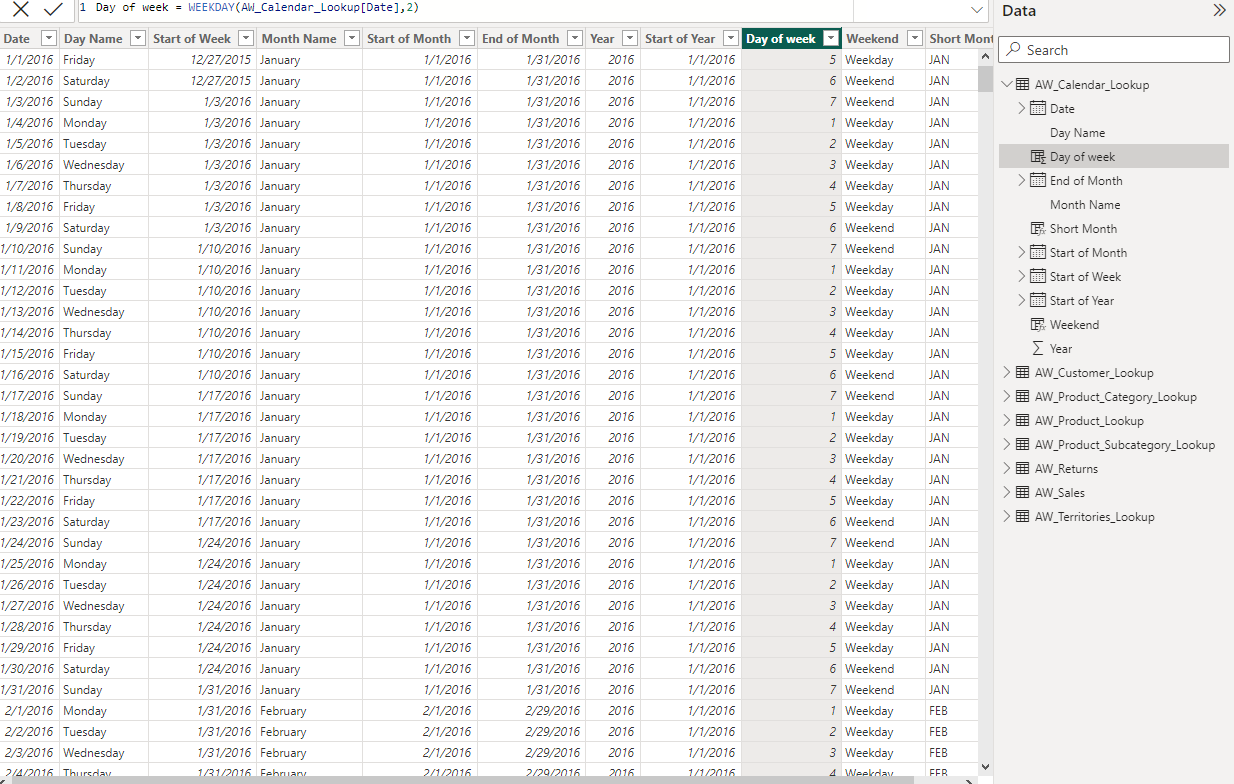 1 Day of week = WEEKDAY(AW_Calendar_Lookup[Date],2)
Data
Search
Date Day Name Start of Week Month Name Start of Month End of Month Year Start of Year Day of week Weekend Short Mont
1/1/2016 Friday 12/27/2015 January 1/1/2016 1/31/2016 2016 1/1/2016 5 Weekday JAN
1/2/2016 Saturday 12/27/2015 January 1/1/2016 1/31/2016 2016 1/1/2016 6 Weekend JAN
1/3/2016 Sunday 1/3/2016 January 1/1/2016 1/31/2016 2016 1/1/2016 7 Weekend JAN
1/4/2016 Monday 1/3/2016 January 1/1/2016 1/31/2016 2016 1/1/2016 1 Weekday JAN
1/5/2016 Tuesday 1/3/2016 January 1/1/2016 1/31/2016 2016 1/1/2016 2 Weekday JAN
1/6/2016 Wednesday 1/3/2016 January 1/1/2016 1/31/2016 2016 1/1/2016 3 Weekday JAN
1/7/2016 Thursday 1/3/2016 January 1/1/2016 1/31/2016 2016 1/1/2016 4 Weekday JAN
1/8/2016 Friday 1/3/2016 January 1/1/2016 1/31/2016 2016 1/1/2016 5 Weekday JAN
1/9/2016 Saturday 1/3/2016 January 1/1/2016 1/31/2016 2016 1/1/2016 6 Weekend JAN
1/10/2016 Sunday 1/10/2016 January 1/1/2016 1/31/2016 2016 1/1/2016 7 Weekend JAN
1/11/2016 Monday 1/10/2016 January 1/1/2016 1/31/2016 2016 1/1/2016 1 Weekday JAN
1/12/2016 Tuesday 1/10/2016 January 1/1/2016 1/31/2016 2016 1/1/2016 2 Weekday JAN
1/13/2016 Wednesday 1/10/2016 January 1/1/2016 1/31/2016 2016 1/1/2016 3 Weekday JAN
1/14/2016 Thursday 1/10/2016 January 1/1/2016 1/31/2016 2016 1/1/2016 4 Weekday JAN
1/15/2016 Friday 1/10/2016 January 1/1/2016 1/31/2016 2016 1/1/2016 5 Weekday JAN
1/16/2016 Saturday 1/10/2016 January 1/1/2016 1/31/2016 2016 1/1/2016 6 Weekend JAN
1/17/2016 Sunday 1/17/2016 January 1/1/2016 1/31/2016 2016 1/1/2016 7 Weekend JAN
1/18/2016 Monday 1/17/2016 January 1/1/2016 1/31/2016 2016 1/1/2016 1 Weekday JAN
1/19/2016 Tuesday 1/17/2016 January 1/1/2016 1/31/2016 2016 1/1/2016 2 Weekday JAN
1/20/2016 Wednesday 1/17/2016 January 1/1/2016 1/31/2016 2016 1/1/2016 3 Weekday JAN
1/21/2016 Thursday 1/17/2016 January 1/1/2016 1/31/2016 2016 1/1/2016 4 Weekday JAN
1/22/2016 Friday 1/17/2016 January 1/1/2016 1/31/2016 2016 1/1/2016 5 Weekday JAN
1/23/2016 Saturday 1/17/2016 January 1/1/2016 1/31/2016 2016 1/1/2016 6 Weekend JAN
1/24/2016 Sunday 1/24/2016 January 1/1/2016 1/31/2016 2016 1/1/2016 7 Weekend JAN
1/25/2016 Monday 1/24/2016 January 1/1/2016 1/31/2016 2016 1/1/2016 1 Weekday JAN
1/26/2016 Tuesday 1/24/2016 January 1/1/2016 1/31/2016 2016 1/1/2016 2 Weekday JAN
1/27/2016 Wednesday 1/24/2016 January 1/1/2016 1/31/2016 2016 1/1/2016 3 Weekday JAN
1/28/2016 Thursday 1/24/2016 January 1/1/2016 1/31/2016 2016 1/1/2016 4 Weekday JAN
1/29/2016 Friday 1/24/2016 January 1/1/2016 1/31/2016 2016 1/1/2016 5 Weekday JAN
1/30/2016 Saturday 1/24/2016 January 1/1/2016 1/31/2016 2016 1/1/2016 6 Weekend JAN
1/31/2016 Sunday 1/31/2016 January 1/1/2016 1/31/2016 2016 1/1/2016 7 Weekend JAN
2/1/2016 Monday 1/31/2016 February 2/1/2016 2/29/2016 2016 1/1/2016 1 Weekday FEB
2/2/2016 Tuesday 1/31/2016 February 2/1/2016 2/29/2016 2016 1/1/2016 2 Weekday FEB
2/3/2016 Wednesday 1/31/2016 February 2/1/2016 2/29/2016 2016 1/1/2016 3 Weekday FEB
2/4/2016 Thursday 1/31/2016 February 2/1/2016 2/29/2016 2016 1/1/2016 4 Weekday FEB
AW_Calendar_Lookup
Date
Day Name
Day of week
End of Month
Month Name
Short Month
Start of Month
Start of Week
Start of Year
Weekend
Year
AW_Customer_Lookup
AW_Product_Category_Lookup
AW_Product_Lookup
AW_Product_Subcategory_Lookup
AW_Returns
AW_Sales
AW_Territories_Lookup